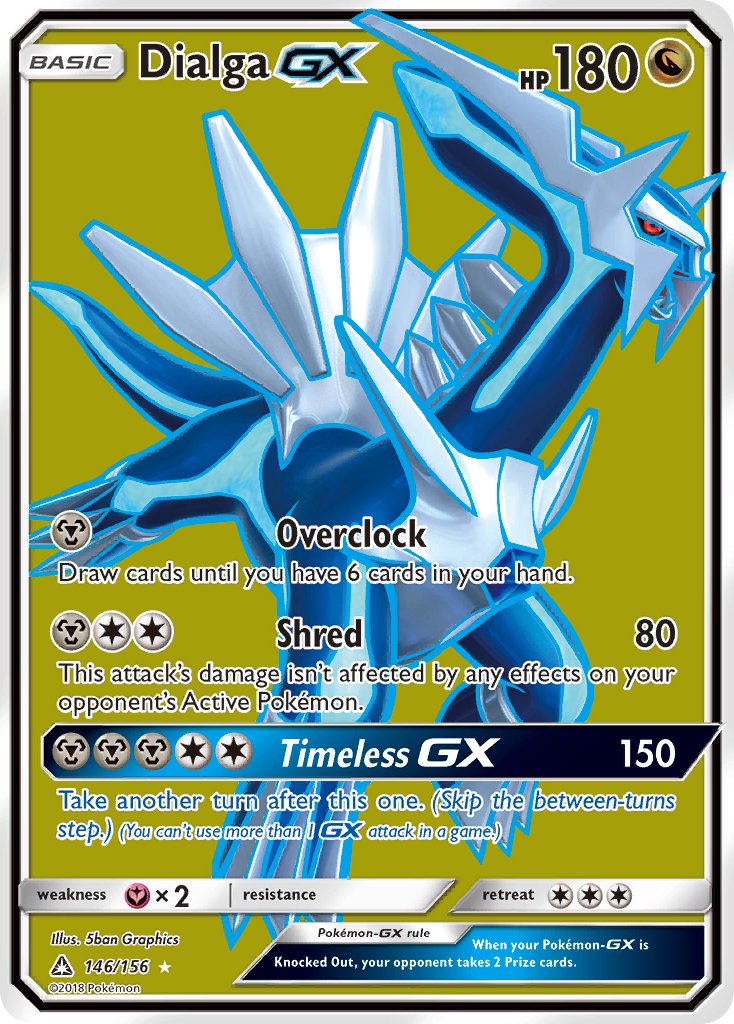 BASIC Dialga GX HP 180
Overclock
Draw cards until you have 6 cards in your hand.
Shred 80
This attack's damage isn't affected by any effects on your
opponent's Active Pokémon.
Timeless GX 150
Take another turn after this one. (Skip the between-turns
step.) (You can't use more than 1 GX attack in a game.)
weakness × 2 resistance retreat
Illus. 5ban Graphics
146/156
©2018 Pokémon
Pokémon-GX rule
When your Pokémon-GX is
Knocked Out, your opponent takes 2 Prize cards.